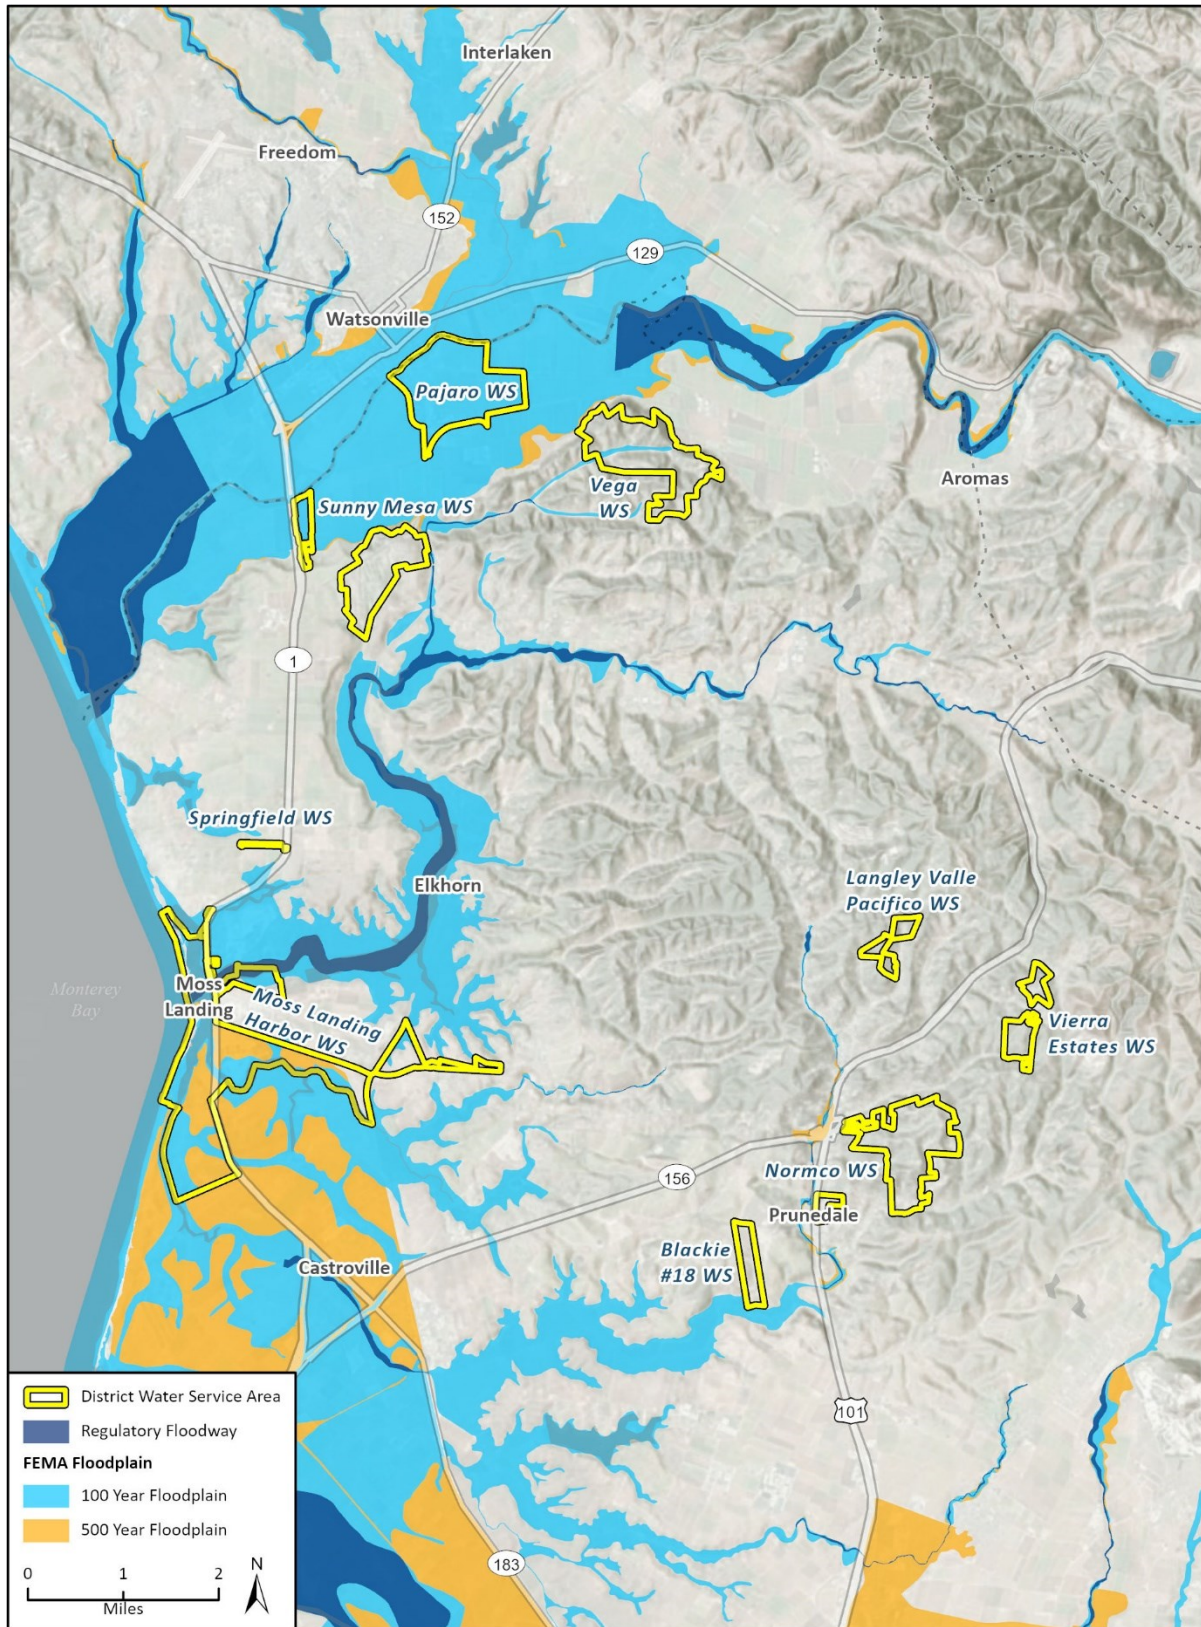 Interlaken
Freedom
152
129
Watsonville
Pajaro WS
Aromas
Vega
WS
Sunny Mesa WS
1
Springfield WS
Elkhorn
Langley Valle
Pacifico WS
Monterey
Bay
Moss
Landing
Moss Landing
Harbor WS
Vierra
Estates WS
156
Normco WS
Prunedale
Blackie
#18 WS
Castroville
101
183
District Water Service Area
Regulatory Floodway
FEMA Floodplain
100 Year Floodplain
500 Year Floodplain
0 1 2
Miles
N